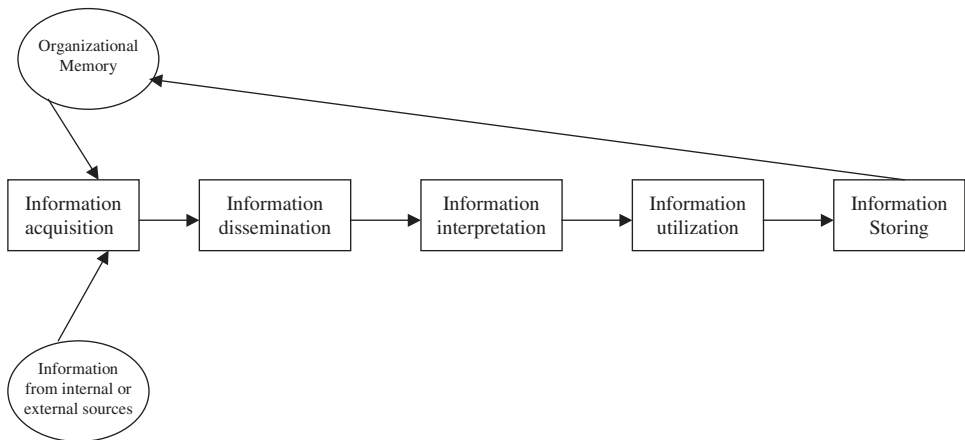 Organizational
Memory
Information
acquisition
Information
dissemination
Information
interpretation
Information
utilization
Information
Storing
Information
from internal or
external sources